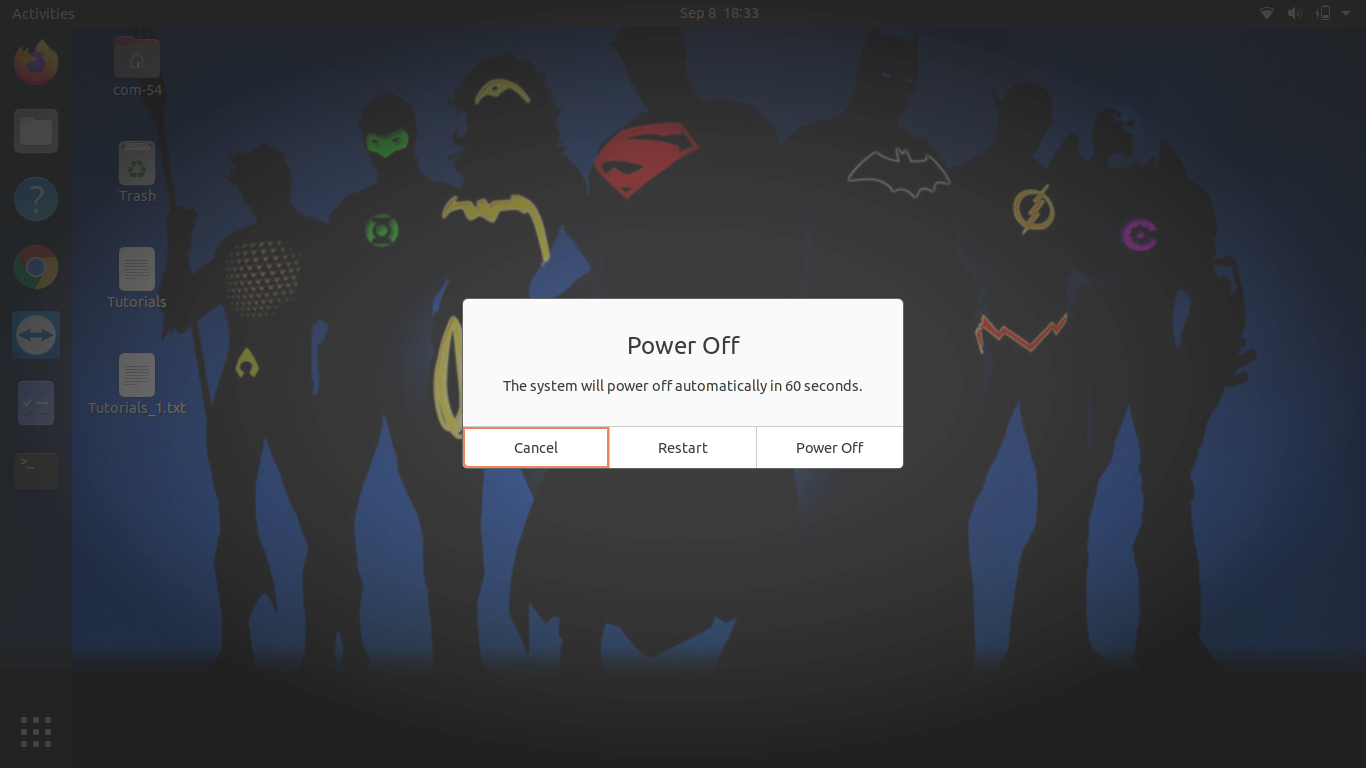 Activities
Sep 8 18:33
com-54
Trash
Tutorials
Tutorials_1.txt
Power Off
The system will power off automatically in 60 seconds.
Cancel
Restart
Power Off